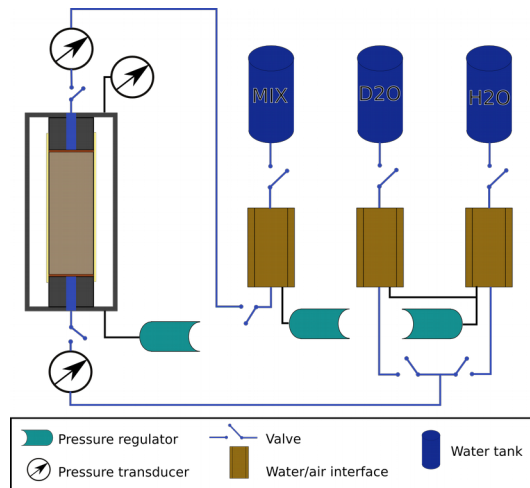 MIX
D2O
H2O
Pressure regulator
Valve
Water tank
Pressure transducer
Water/air interface